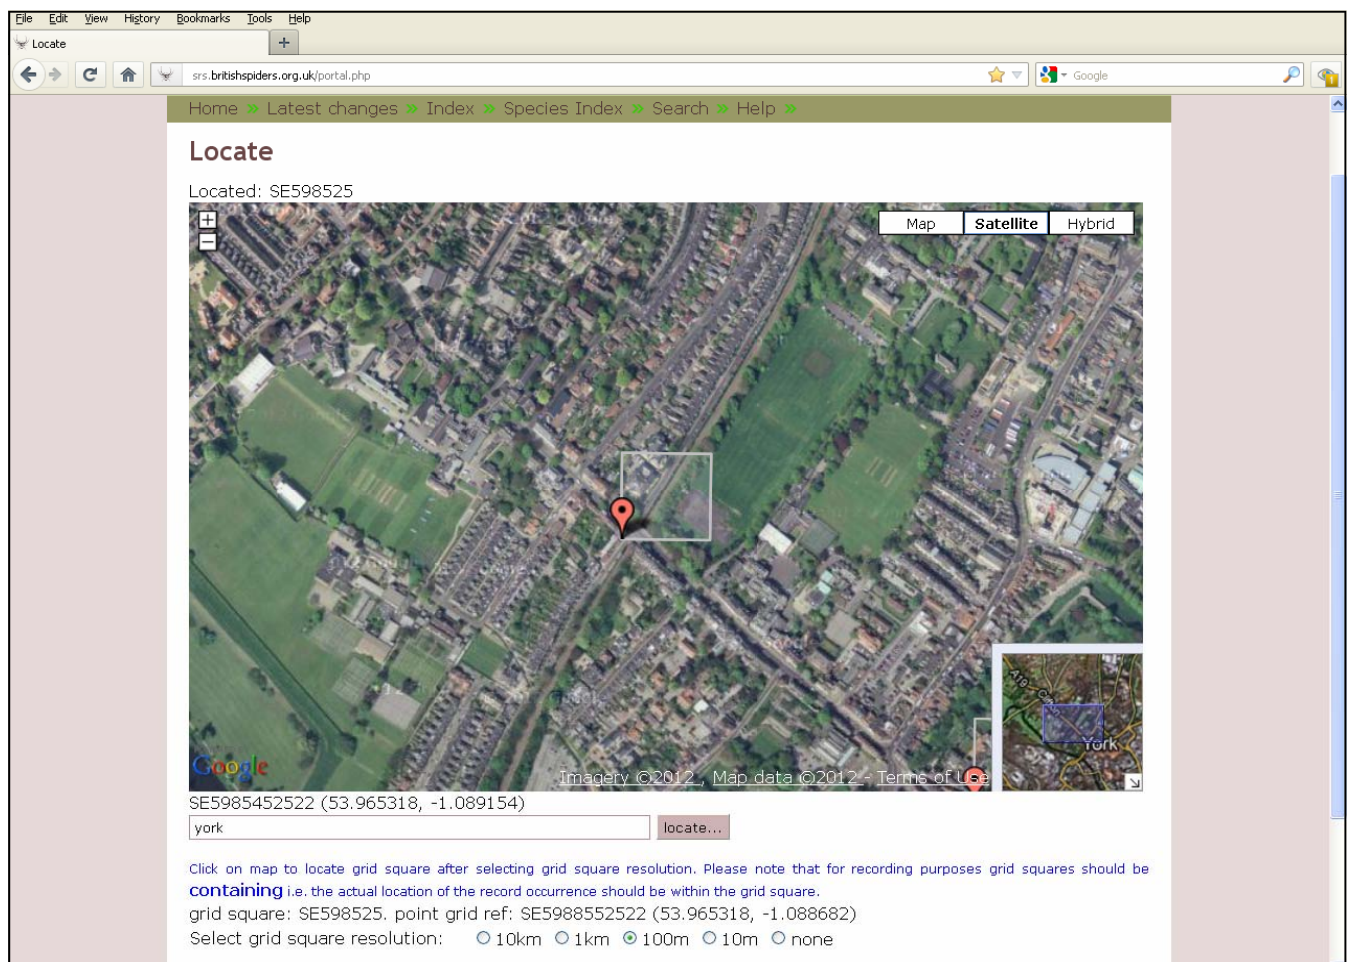 File Edit View History Bookmarks Tools Help
Locate
srs.britishspiders.org.uk/portal.php
Google
Home » Latest changes » Index » Species Index » Search » Help »
Locate
Located: SE598525
+
−
Map Satellite Hybrid
A19
York
Google
Imagery ©2012 , Map data ©2012 - Terms of Use
SE5985452522 (53.965318, -1.089154)
york
locate...
Click on map to locate grid square after selecting grid square resolution. Please note that for recording purposes grid squares should be
containing i.e. the actual location of the record occurrence should be within the grid square.
grid square: SE598525. point grid ref: SE5988552522 (53.965318, -1.088682)
Select grid square resolution: 10km 1km 100m 10m none